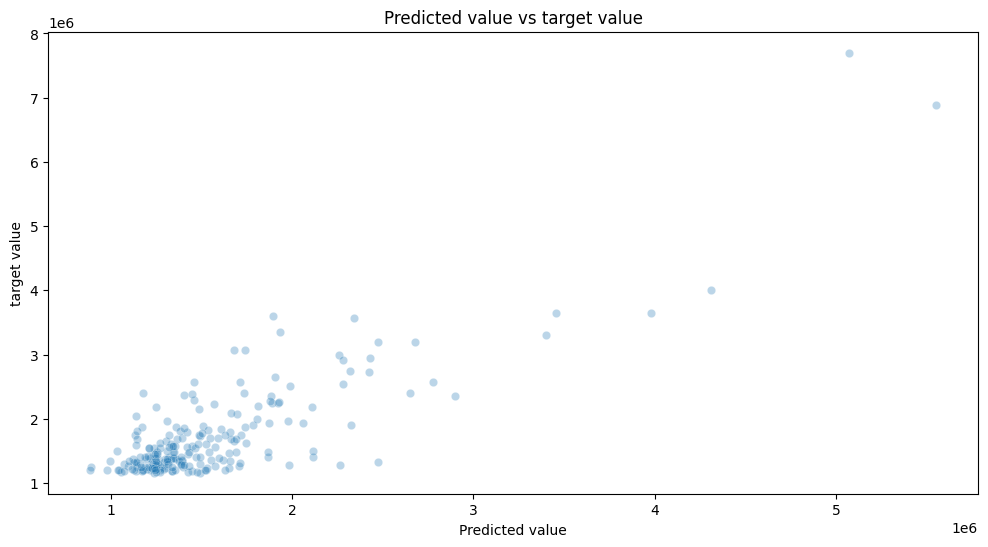 Predicted value vs target value
1e6
8
7
6
5
4
3
2
1
target value
1 2 3 4 5
1e6
Predicted value